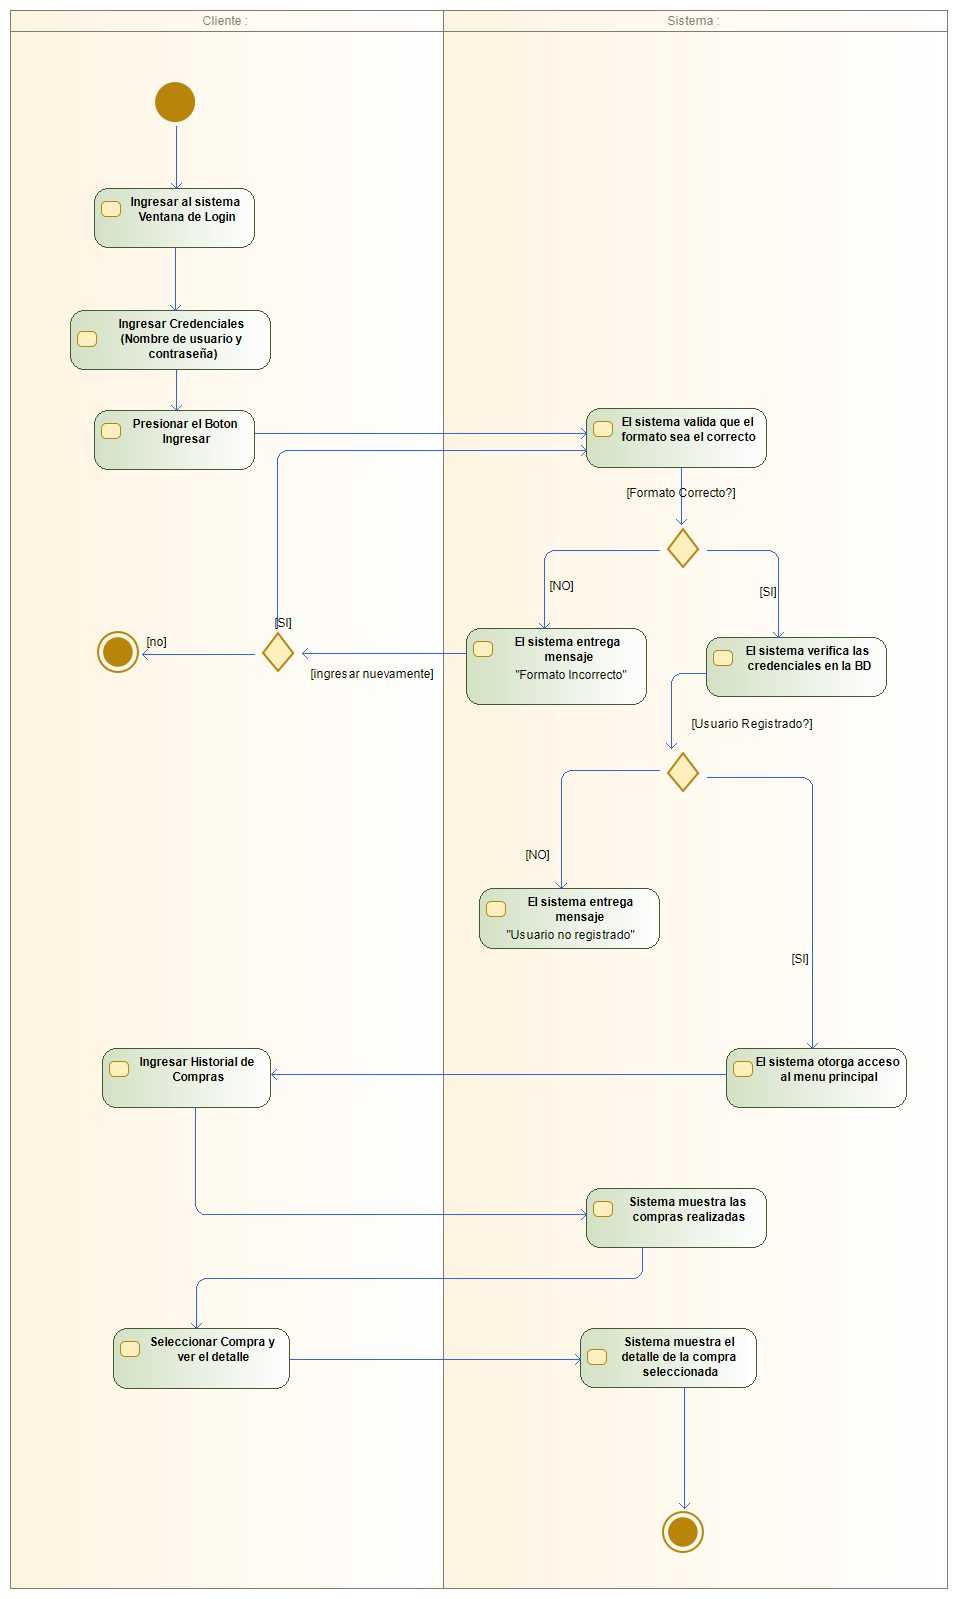 Cliente :
Sistema :
Ingresar al sistema
Ventana de Login
Ingresar Credenciales
(Nombre de usuario y
contraseña)
Presionar el Boton
Ingresar
El sistema valida que el
formato sea el correcto
[Formato Correcto?]
[NO]
[SI]
[SI]
[no]
[ingresar nuevamente]
El sistema entrega
mensaje
"Formato Incorrecto"
El sistema verifica las
credenciales en la BD
[Usuario Registrado?]
[NO]
El sistema entrega
mensaje
"Usuario no registrado"
[SI]
Ingresar Historial de
Compras
El sistema otorga acceso
al menu principal
Sistema muestra las
compras realizadas
Seleccionar Compra y
ver el detalle
Sistema muestra el
detalle de la compra
seleccionada